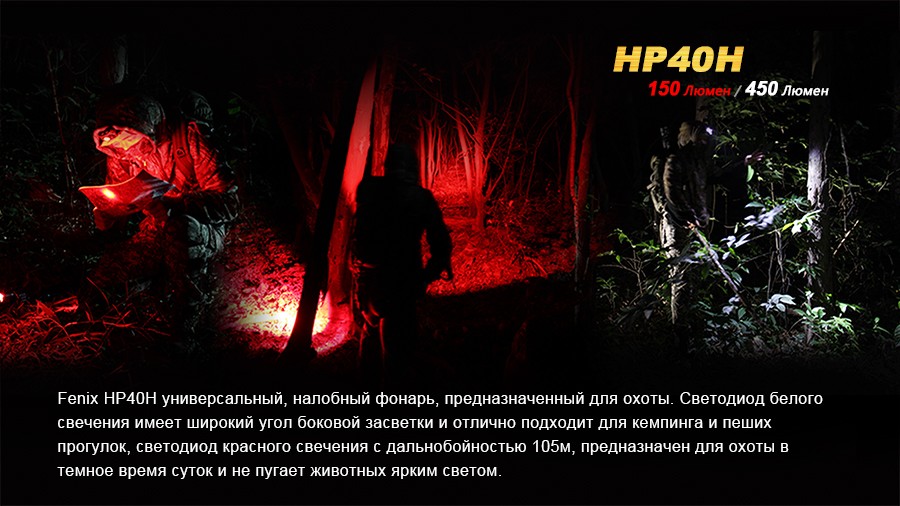 HP40H
150 Люмен / 450 Люмен
Fenix HP40H универсальный, налобный фонарь, предназначенный для охоты. Светодиод белого
свечения имеет широкий угол боковой засветки и отлично подходит для кемпинга и пеших
прогулок, светодиод красного свечения с дальнобойностью 105м, предназначен для охоты в
темное время суток и не пугает животных ярким светом.